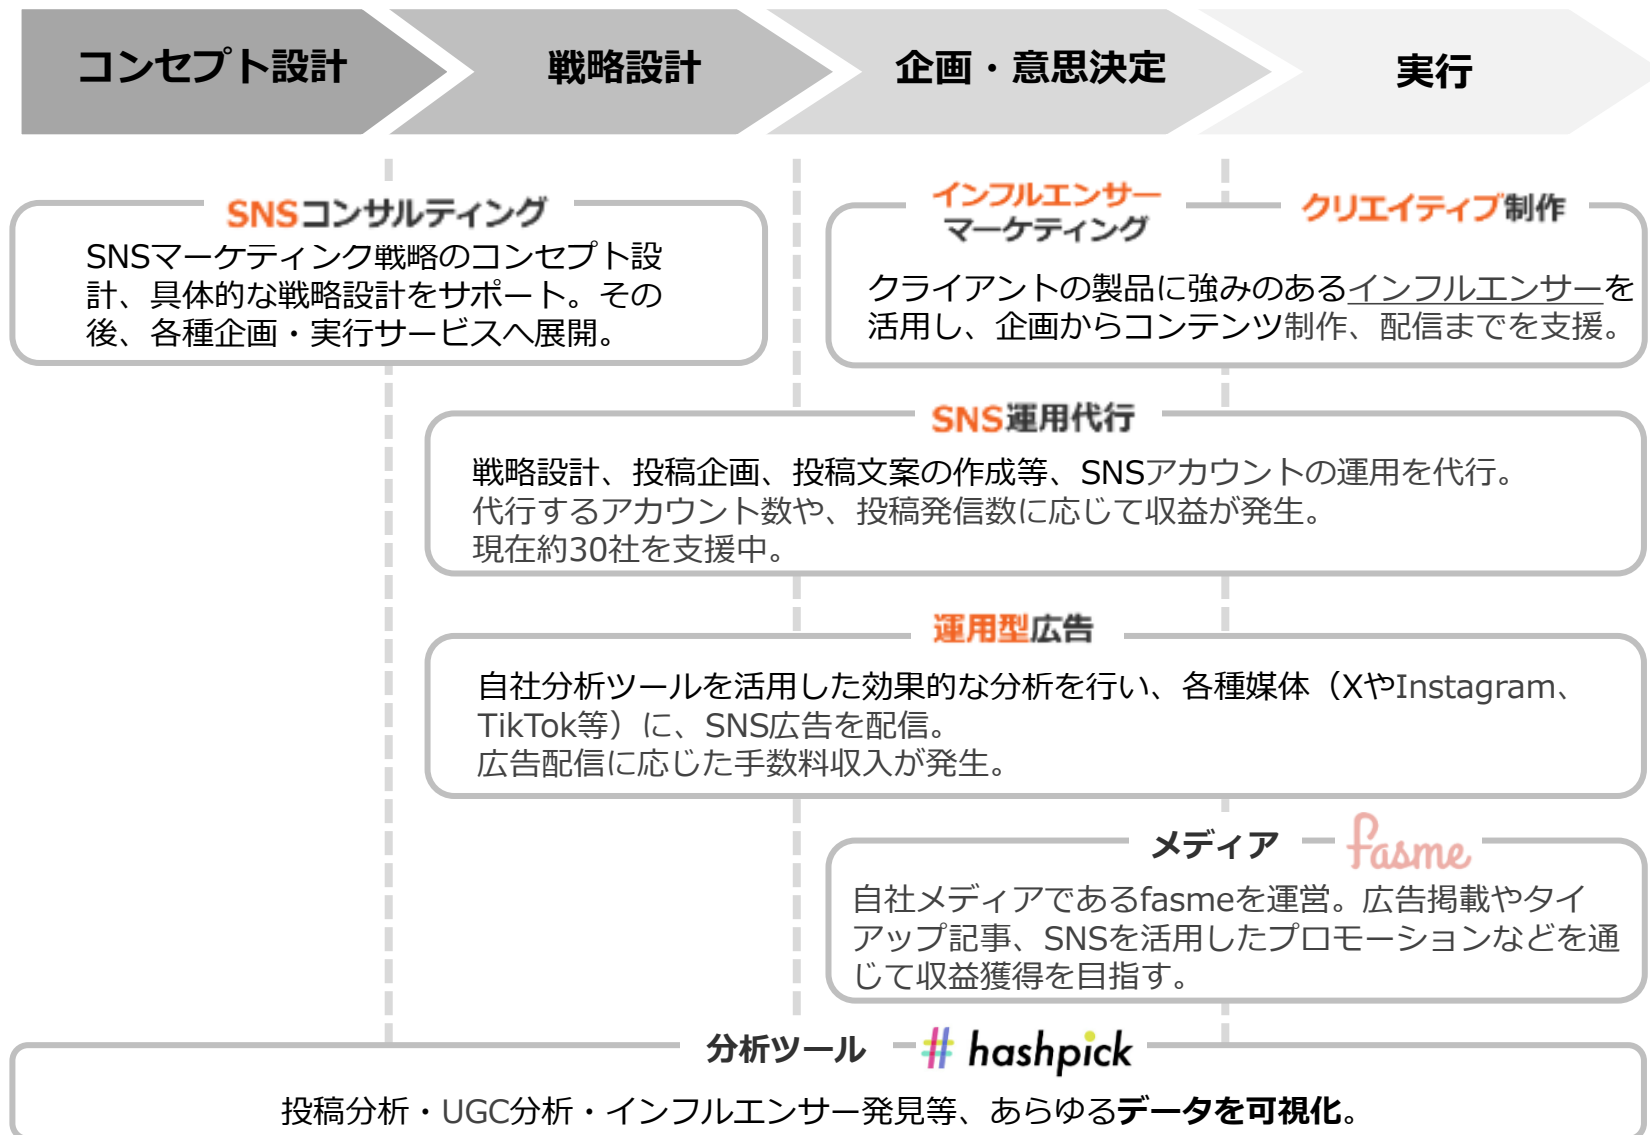 コンセプト設計
戦略設計
企画・意思決定
実行
SNSコンサルティング
SNSマーケティング戦略のコンセプト設
計、具体的な戦略設計をサポート。その
後、各種企画・実行サービスへ展開。
インフルエンサー
マーケティング
クリエイティブ制作
クライアントの製品に強みのあるインフルエンサーを
活用し、企画からコンテンツ制作、配信までを支援。
SNS運用代行
戦略設計、投稿企画、投稿文案の作成等、SNSアカウントの運用を代行。
代行するアカウント数や、投稿発信数に応じて収益が発生。
現在約30社を支援中。
運用型広告
自社分析ツールを活用した効果的な分析を行い、各種媒体（XやInstagram、
TikTok等）に、SNS広告を配信。
広告配信に応じた手数料収入が発生。
メディア
fasme
自社メディアであるfasmeを運営。広告掲載やタイ
アップ記事、SNSを活用したプロモーションなどを通
じて収益獲得を目指す。
分析ツール
# hashpick
投稿分析・UGC分析・インフルエンサー発見等、あらゆるデータを可視化。